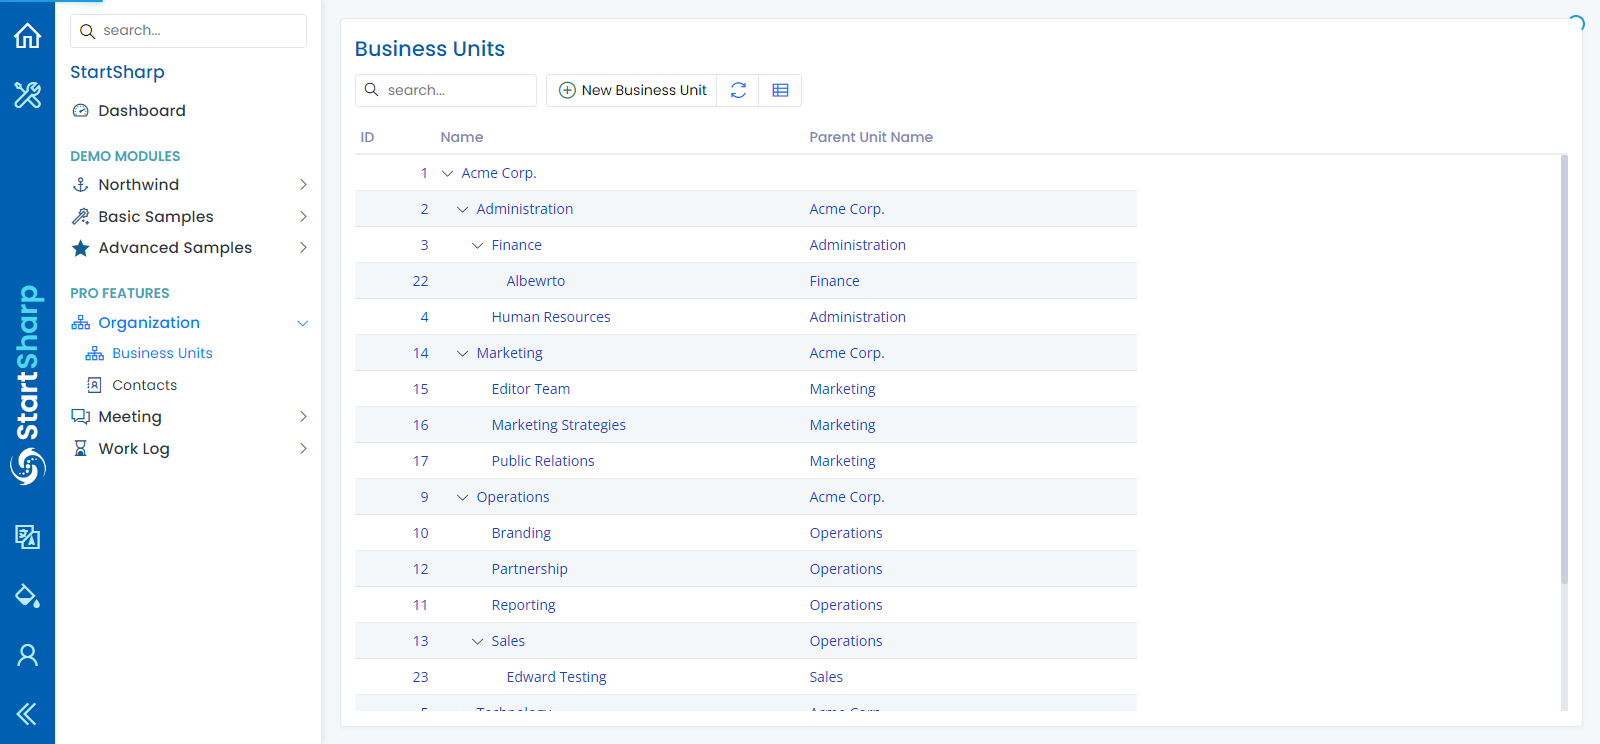 search...
StartSharp
Dashboard
DEMO MODULES
Northwind
Basic Samples
Advanced Samples
PRO FEATURES
Organization
Business Units
Contacts
Meeting
Work Log
StartSharp
Business Units
search...
New Business Unit
ID Name Parent Unit Name
1 Acme Corp.
2 Administration Acme Corp.
3 Finance Administration
22 Albewrto Finance
4 Human Resources Administration
14 Marketing Acme Corp.
15 Editor Team Marketing
16 Marketing Strategies Marketing
17 Public Relations Marketing
9 Operations Acme Corp.
10 Branding Operations
12 Partnership Operations
11 Reporting Operations
13 Sales Operations
23 Edward Testing Sales
5 Technology Acme Corp.